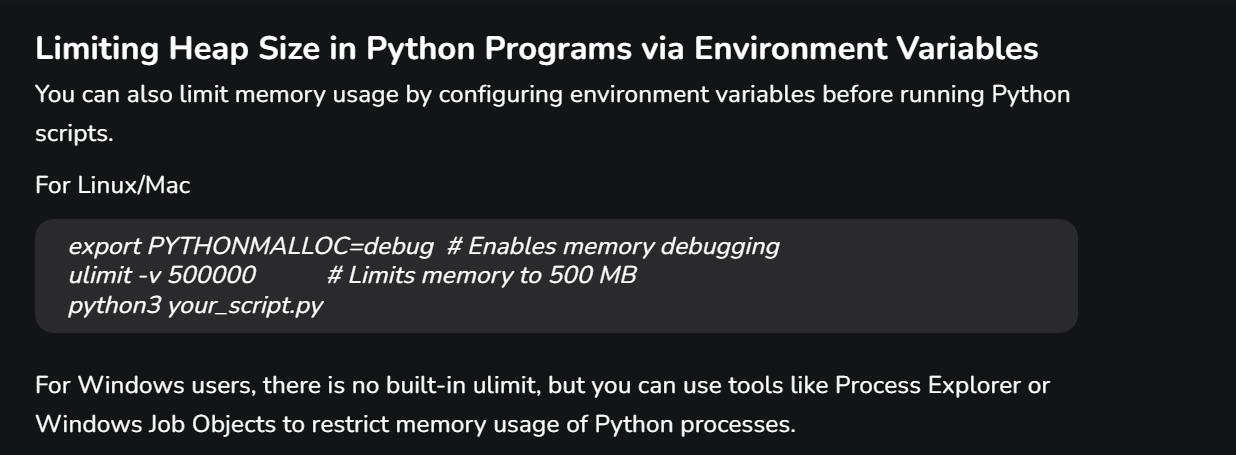 Limiting Heap Size in Python Programs via Environment Variables
You can also limit memory usage by configuring environment variables before running Python
scripts.
For Linux/Mac
export PYTHONMALLOC=debug  # Enables memory debugging
ulimit -v 500000           # Limits memory to 500 MB
python3 your_script.py
For Windows users, there is no built-in ulimit, but you can use tools like Process Explorer or
Windows Job Objects to restrict memory usage of Python processes.